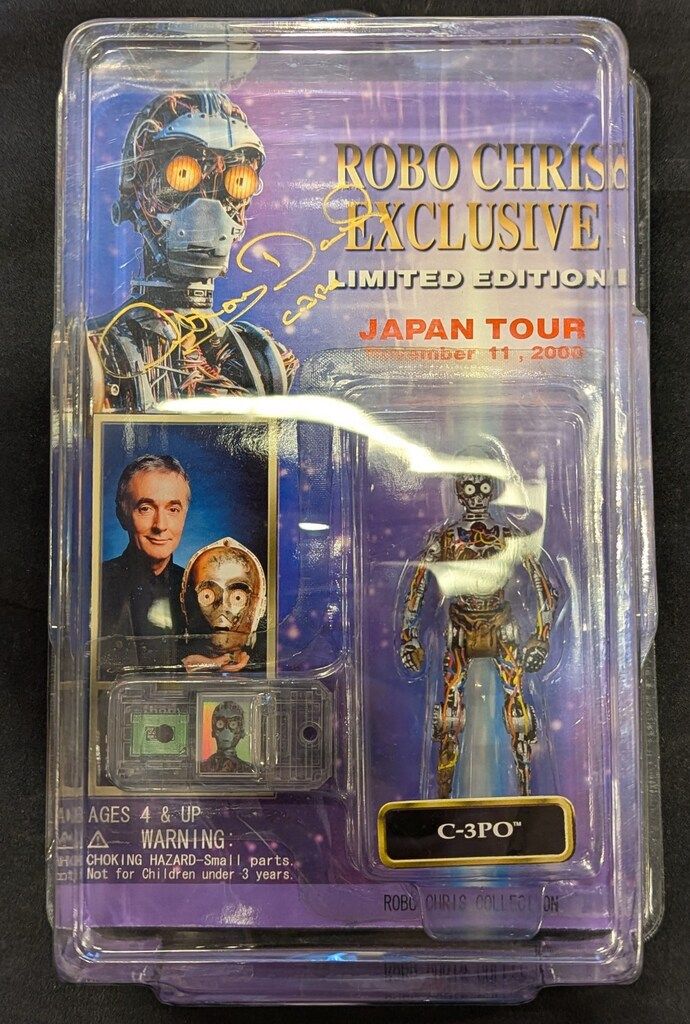 ROBO CHRIS
EXCLUSIVE
LIMITED EDITION
JAPAN TOUR
November 11, 2000
C3PO
AGES 4 & UP
WARNING:
CHOKING HAZARD-Small parts.
Not for Children under 3 years.
C-3PO™
ROBO CHRIS COLLECTION